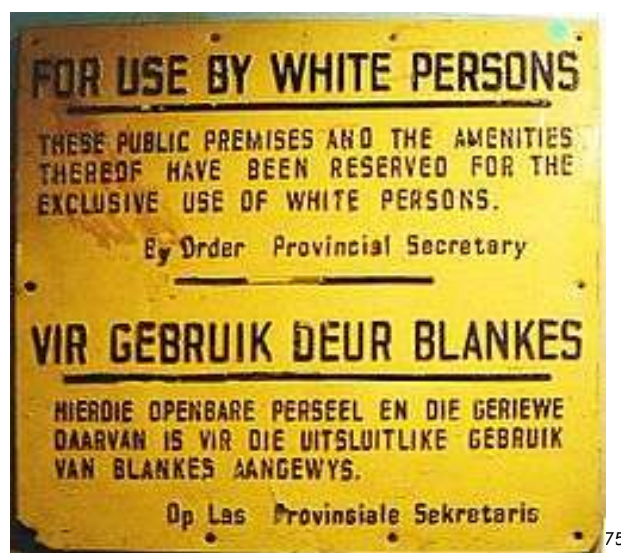 FOR USE BY WHITE PERSONS
THESE PUBLIC PREMISES AND THE AMENITIES
THEREOF HAVE BEEN RESERVED FOR THE
EXCLUSIVE USE OF WHITE PERSONS.
By Order Provincial Secretary
VIR GEBRUIK DEUR BLANKES
HIERDIE OPENBARE PERSEEL EN DIE GERIEWE
DAARVAN IS VIR DIE UITSLUITLIKE GEBRUIK
VAN BLANKES AANGEWYS.
Op Las Provinsiale Sekretaris
75